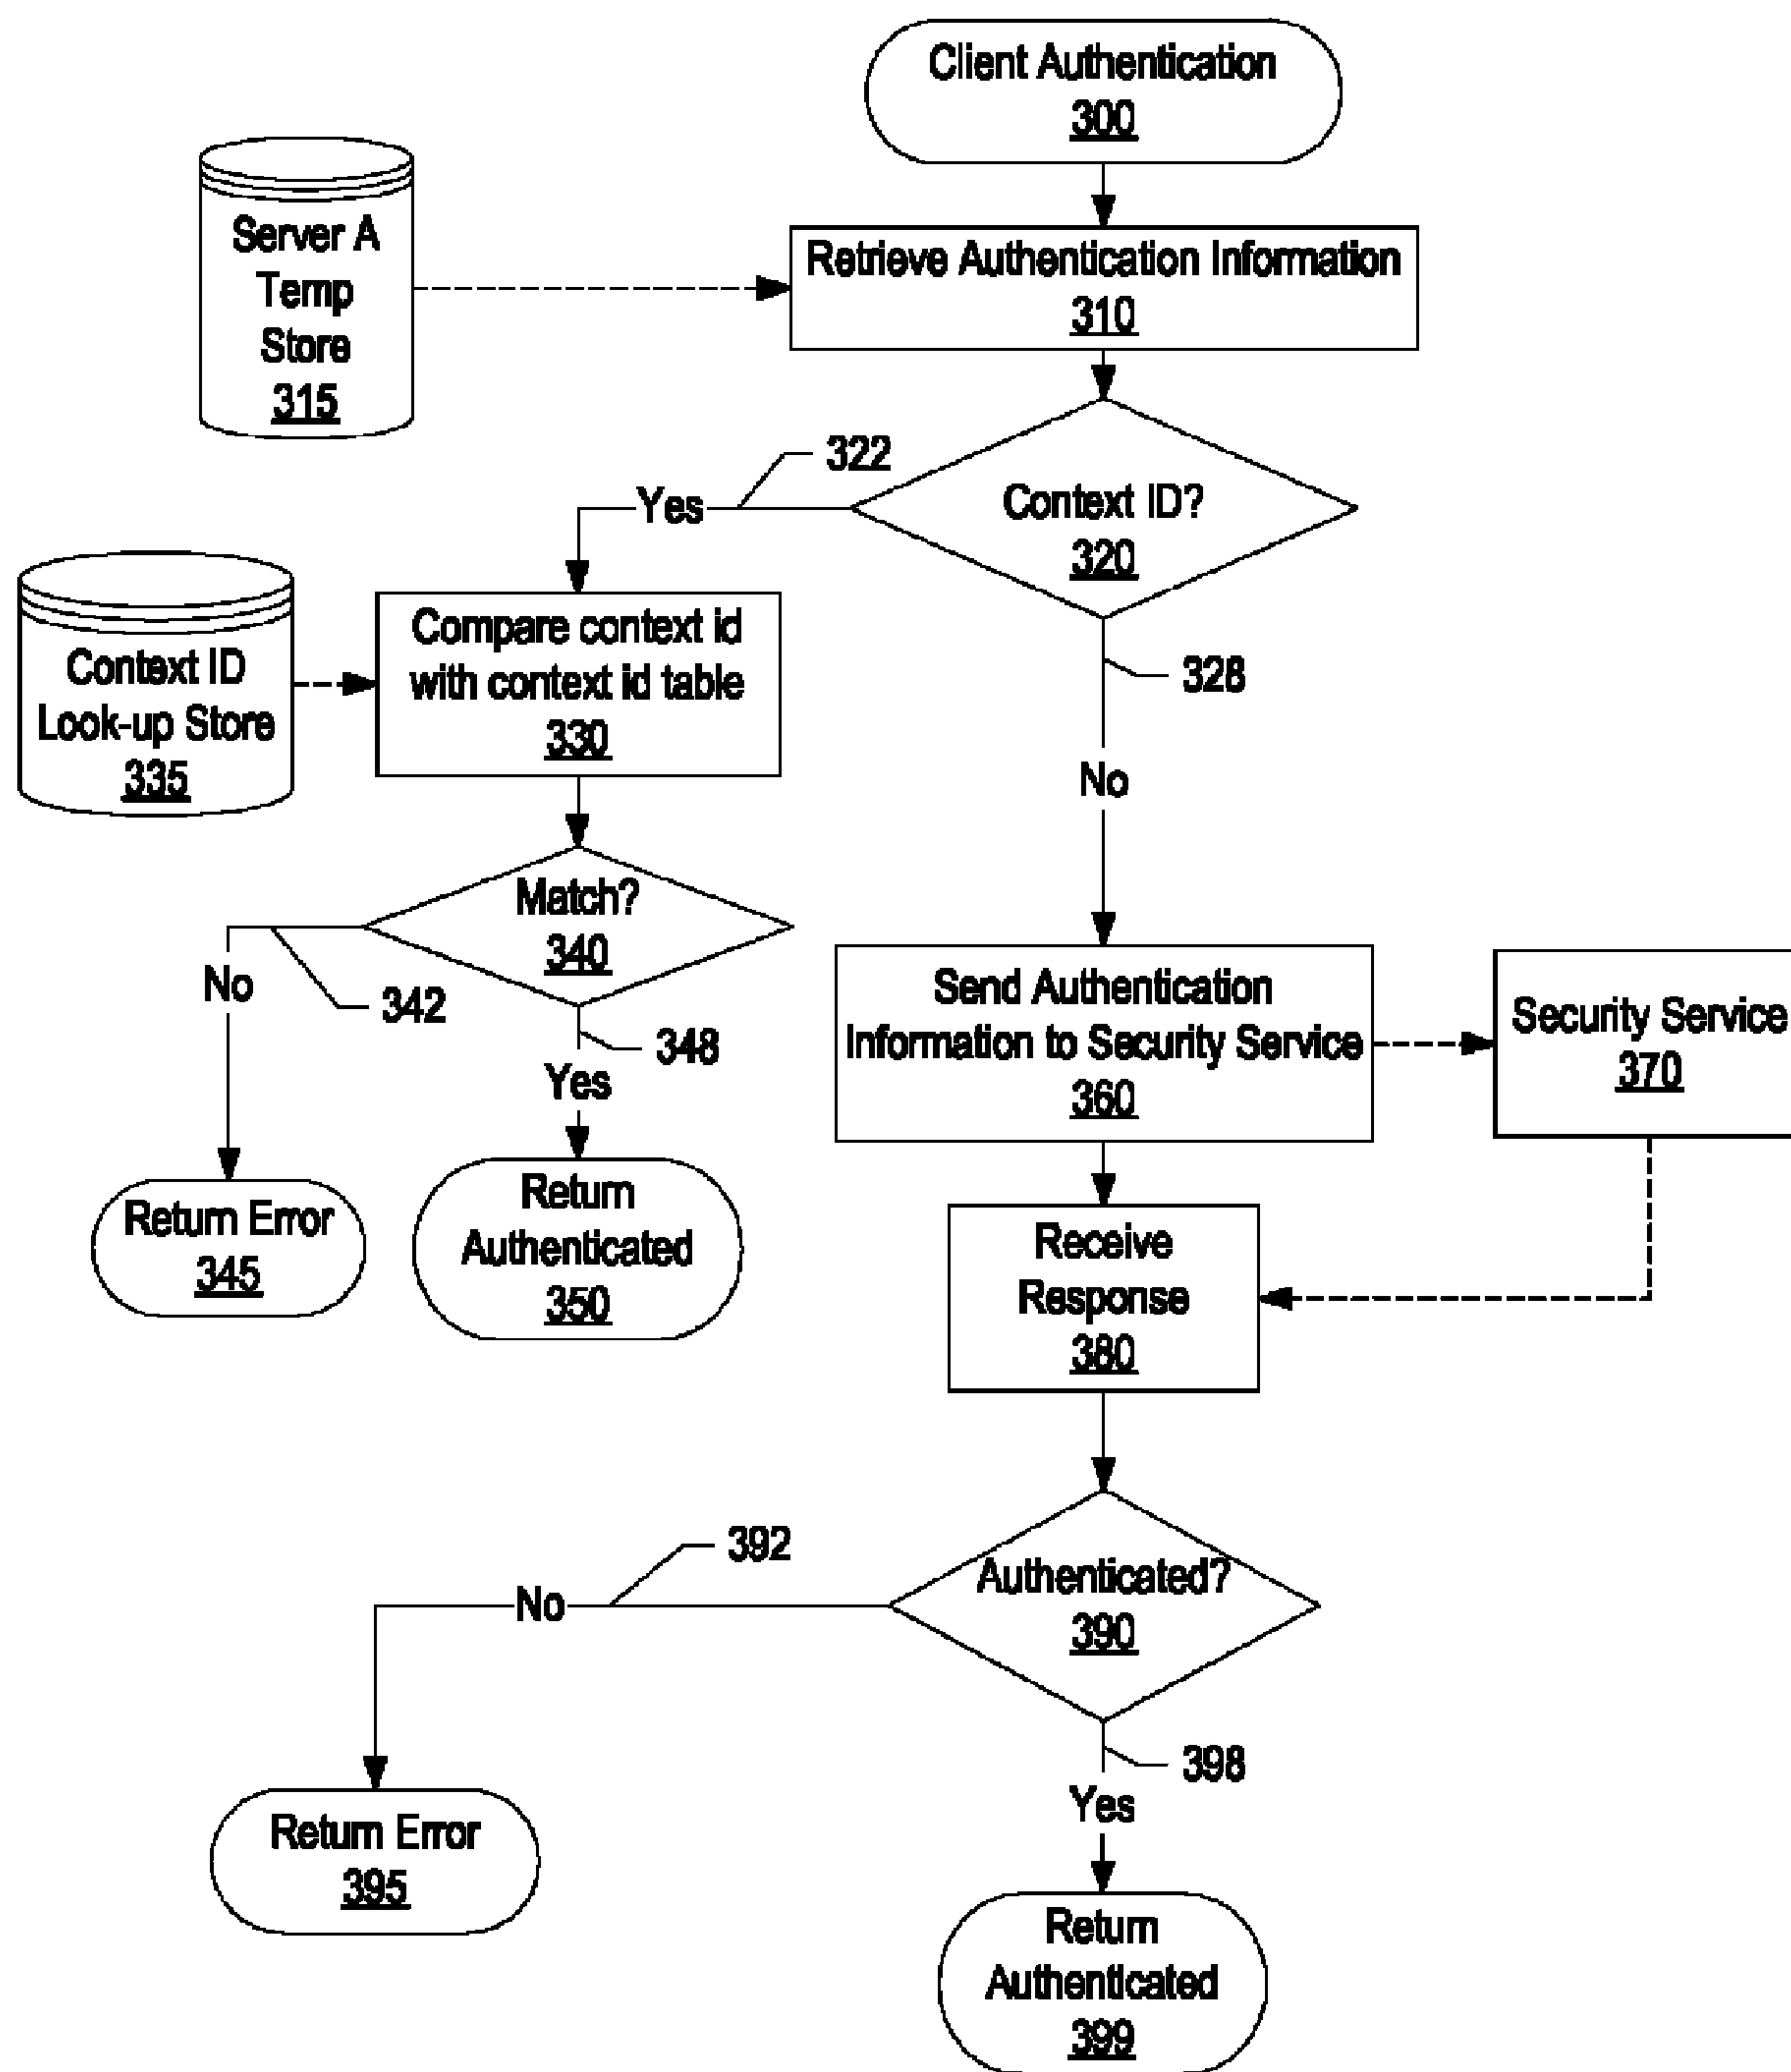 Client Authentication
300
Server A
Temp
Store
315
Retrieve Authentication Information
310
322
Yes
Context ID?
320
328
No
Context ID
Look-up Store
335
Compare context id
with context id table
330
Match?
340
No
342
348
Yes
Return Error
345
Return
Authenticated
350
Send Authentication
Information to Security Service
360
Security Service
370
Receive
Response
380
Authenticated?
390
392
No
398
Yes
Return Error
395
Return
Authenticated
399